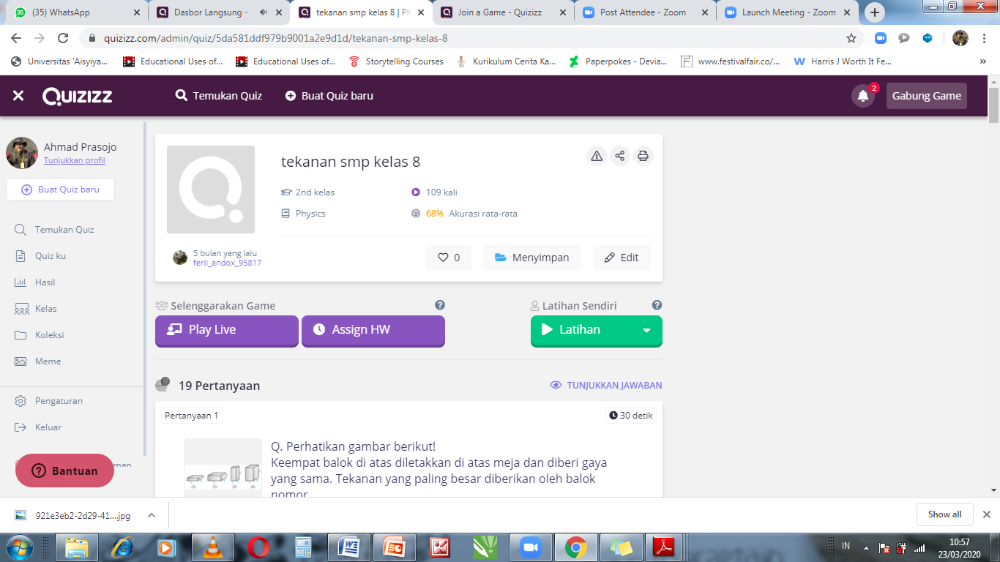 (35) WhatsApp
Dasbor Langsung -
tekanan smp kelas 8 | Ph
Join a Game - Quizizz
Post Attendee - Zoom
Launch Meeting - Zoom
quizizz.com/admin/quiz/5da581ddf979b9001a2e9d1d/tekanan-smp-kelas-8
Universitas 'Aisyiya...
Educational Uses of...
Educational Uses of...
Storytelling Courses
Kurikulum Cerita Ka...
Paperpokes - Devia...
www.festivalfair.co/...
Harris J Worth It Fe...
QUIZIZZ
Temukan Quiz
Buat Quiz baru
2
Gabung Game
Ahmad Prasojo
Tunjukkan profil
Buat Quiz baru
Temukan Quiz
Quiz ku
Hasil
Kelas
Koleksi
Meme
Pengaturan
Keluar
Bantuan
tekanan smp kelas 8
2nd kelas
109 kali
Physics
68% Akurasi rata-rata
5 bulan yang lalu
ferli_andox_95817
0
Menyimpan
Edit
Selenggarakan Game
Latihan Sendiri
Play Live
Assign HW
Latihan
19 Pertanyaan
TUNJUKKAN JAWABAN
Pertanyaan 1
30 detik
Q. Perhatikan gambar berikut!
Keempat balok di atas diletakkan di atas meja dan diberi gaya
yang sama. Tekanan yang paling besar diberikan oleh balok
nomor
921e3eb2-2d29-41....jpg
Show all
IN
10:57
23/03/2020